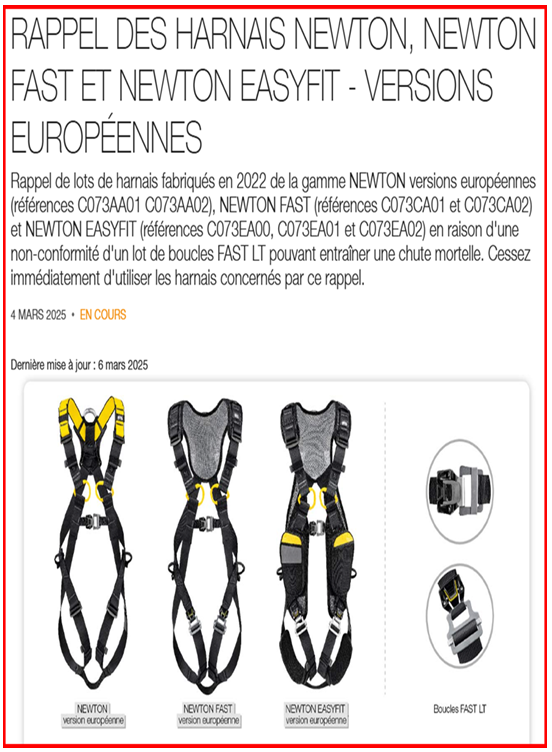 RAPPEL DES HARNAIS NEWTON, NEWTON
FAST ET NEWTON EASYFIT - VERSIONS
EUROPÉENNES
Rappel de lots de harnais fabriqués en 2022 de la gamme NEWTON versions européennes
(références C073AA01 C073AA02), NEWTON FAST (références C073CA01 et C073CA02)
et NEWTON EASYFIT (références C073EA00, C073EA01 et C073EA02) en raison d'une
non-conformité d'un lot de boucles FAST LT pouvant entraîner une chute mortelle. Cessez
immédiatement d'utiliser les harnais concernés par ce rappel.
4 MARS 2025 • EN COURS
Dernière mise à jour : 6 mars 2025
NEWTON
version européenne
NEWTON FAST
version européenne
NEWTON EASYFIT
version européenne
Boucles FAST LT